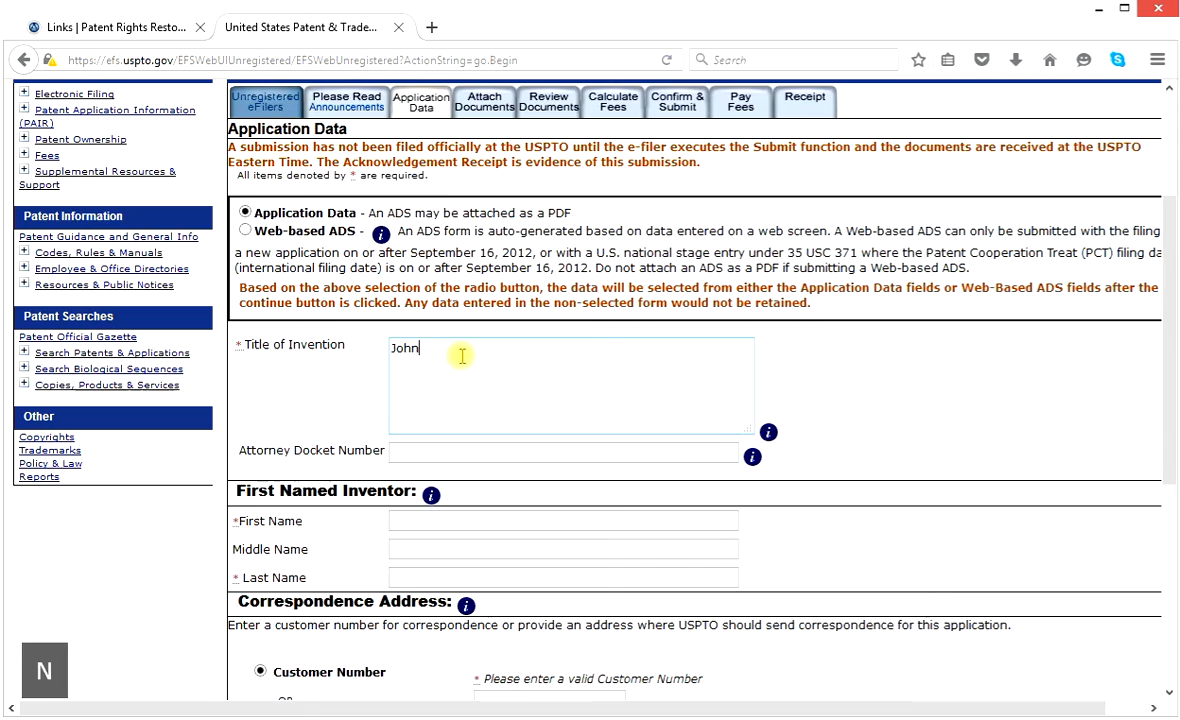 Links | Patent Rights Resto...
United States Patent & Trade...
https://efs.uspto.gov/EFSWebUIUnregistered/EFSWebUnregistered?ActionString=go.Begin
Search
Electronic Filing
Patent Application Information
(PAIR)
Patent Ownership
Fees
Supplemental Resources &
Support
Patent Information
Patent Guidance and General Info
Codes, Rules & Manuals
Employee & Office Directories
Resources & Public Notices
Patent Searches
Patent Official Gazette
Search Patents & Applications
Search Biological Sequences
Copies, Products & Services
Other
Copyrights
Trademarks
Policy & Law
Reports
N
Unregistered
eFilers
Please Read
Announcements
Application
Data
Attach
Documents
Review
Documents
Calculate
Fees
Confirm &
Submit
Pay
Fees
Receipt
Application Data
A submission has not been filed officially at the USPTO until the e-filer executes the Submit function and the documents are received at the USPTO
Eastern Time. The Acknowledgement Receipt is evidence of this submission.
All items denoted by * are required.
Application Data - An ADS may be attached as a PDF
Web-based ADS - i An ADS form is auto-generated based on data entered on a web screen. A Web-based ADS can only be submitted with the filing
a new application on or after September 16, 2012, or with a U.S. national stage entry under 35 USC 371 where the Patent Cooperation Treat (PCT) filing da
(international filing date) is on or after September 16, 2012. Do not attach an ADS as a PDF if submitting a Web-based ADS.
Based on the above selection of the radio button, the data will be selected from either the Application Data fields or Web-Based ADS fields after the
continue button is clicked. Any data entered in the non-selected form would not be retained.
* Title of Invention
John
i
Attorney Docket Number
i
First Named Inventor: i
*First Name
Middle Name
* Last Name
Correspondence Address: i
Enter a customer number for correspondence or provide an address where USPTO should send correspondence for this application.
Customer Number
* Please enter a valid Customer Number